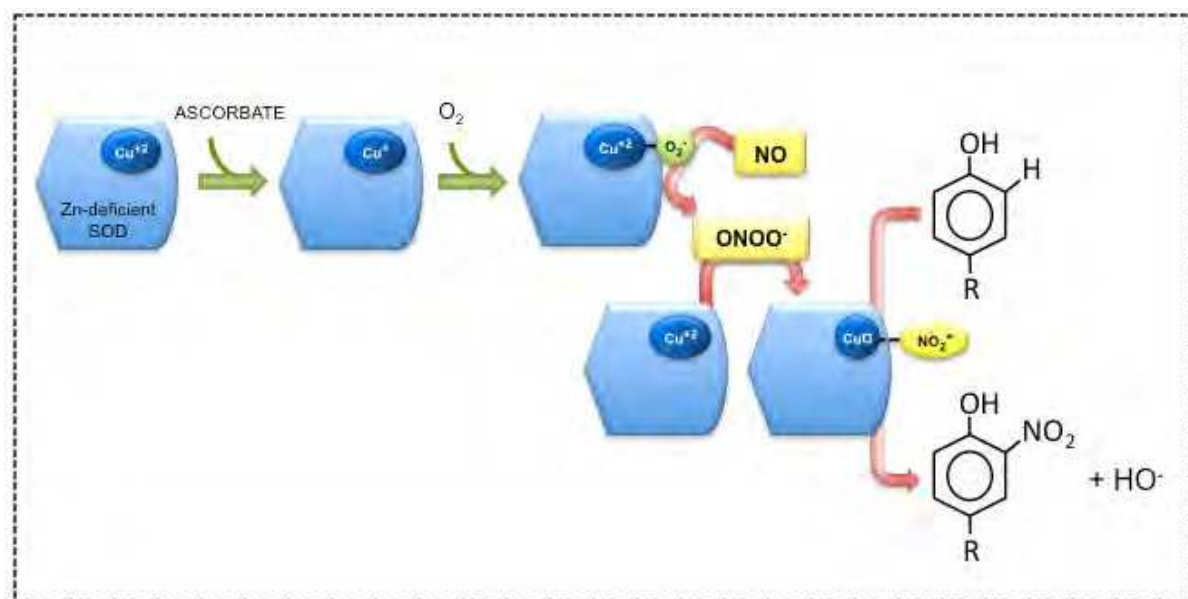 ASCORBATE
O₂
Cu⁺²
Zn-deficient
SOD
Cu⁺
Cu⁺²
O₂⁻
NO
ONOO⁻
OH
H
R
Cu⁺²
CuO
NO₂⁺
OH
NO₂
R
+ HO⁻